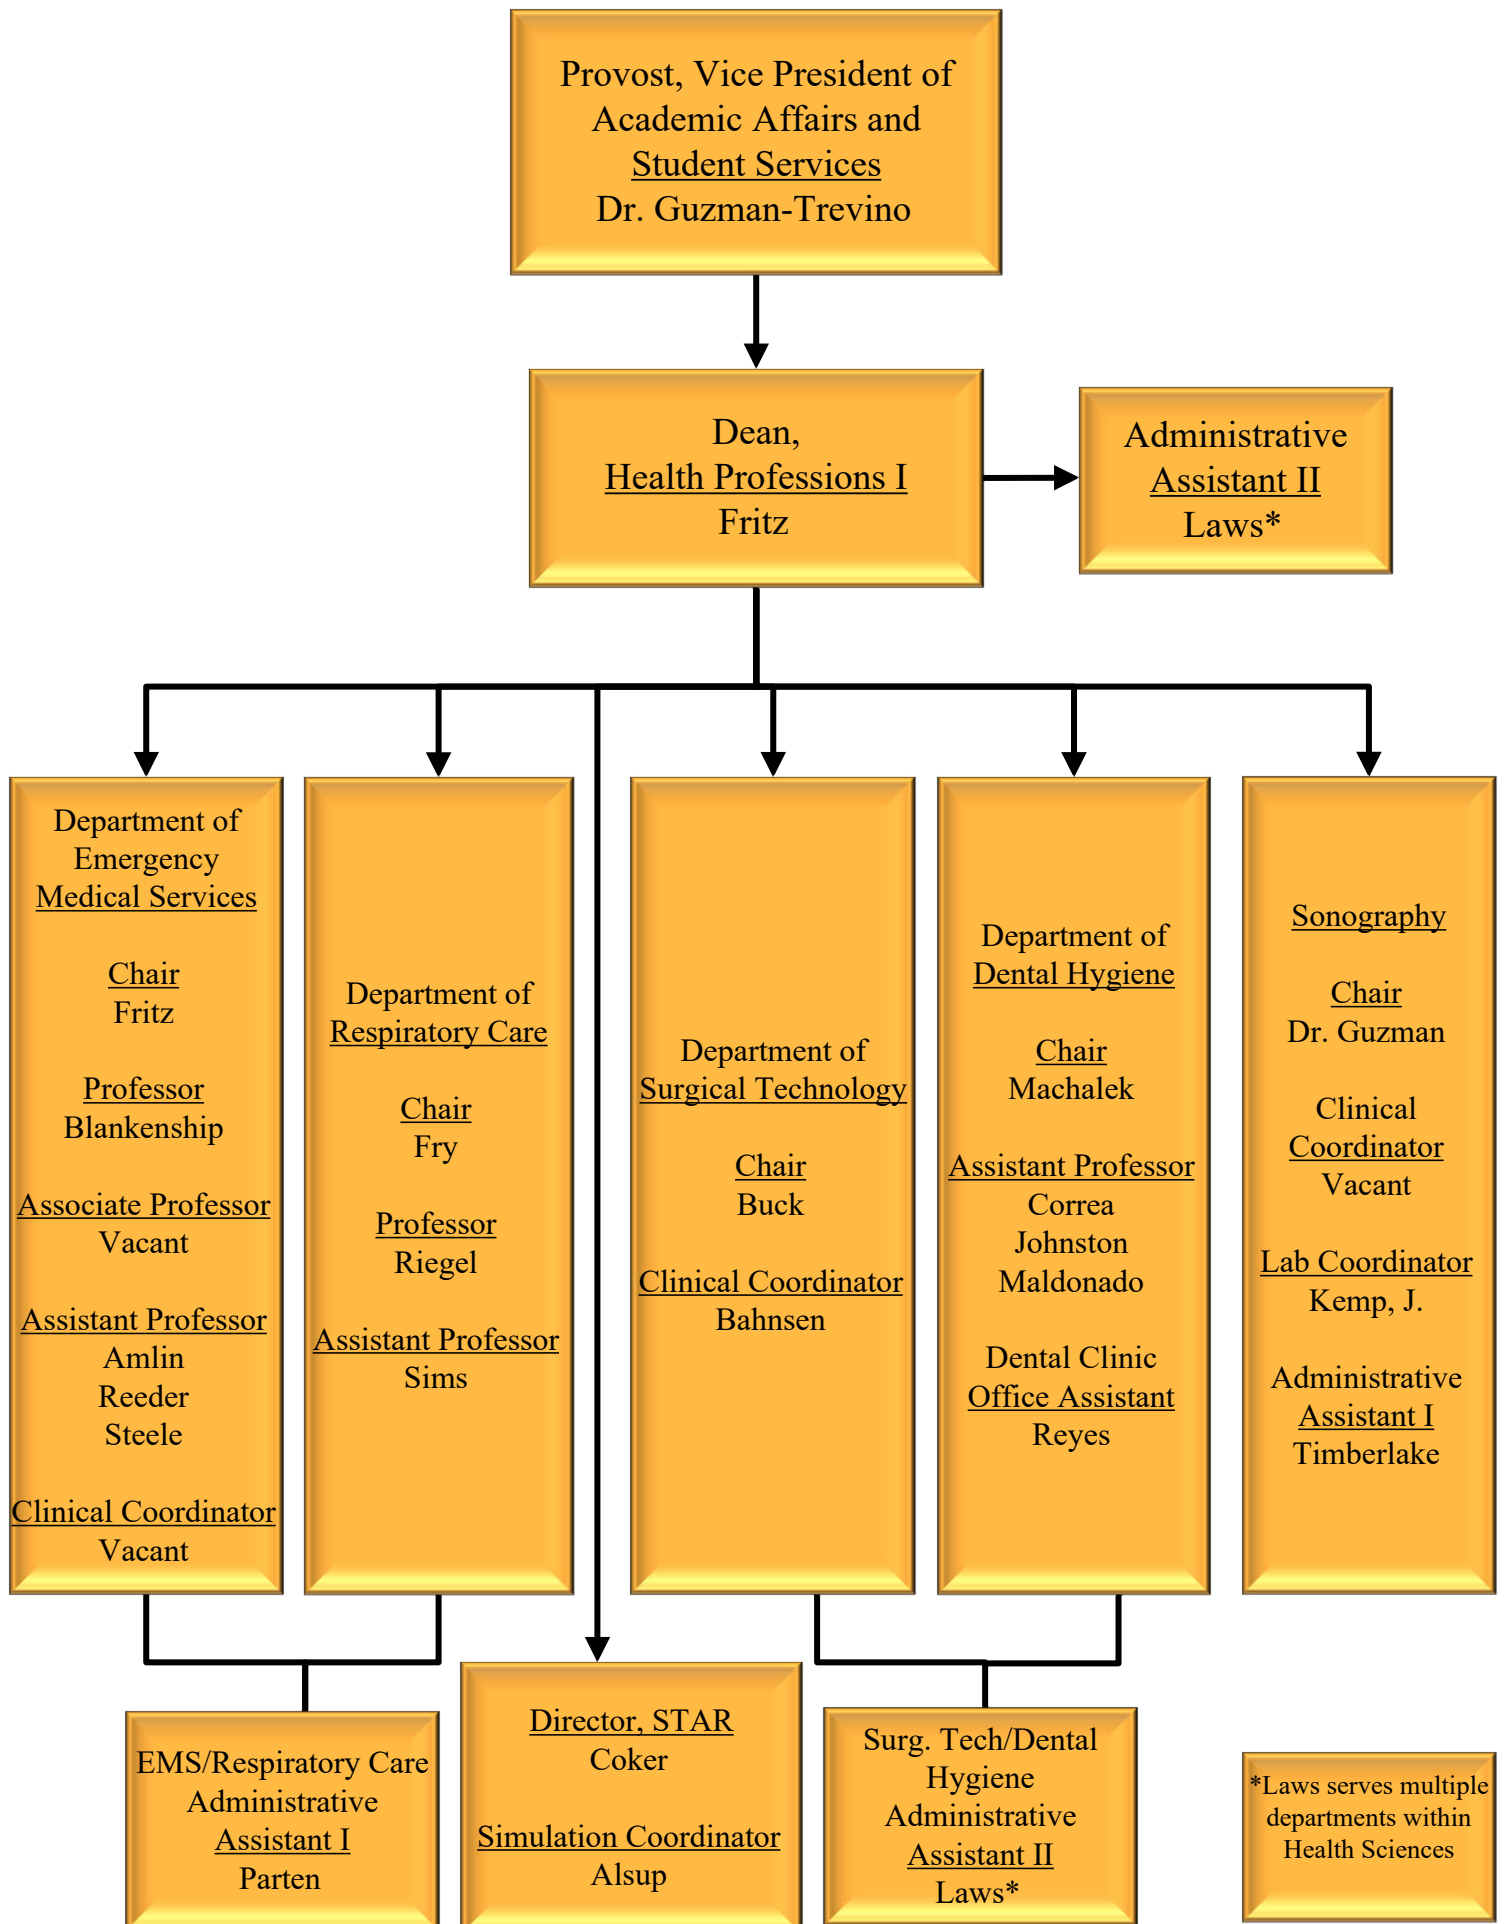 Provost, Vice President of
Academic Affairs and
Student Services
Dr. Guzman-Trevino
Dean,
Health Professions I
Fritz
Administrative
Assistant II
Laws*
Department of
Emergency
Medical Services
Chair
Fritz
Professor
Blankenship
Associate Professor
Vacant
Assistant Professor
Amlin
Reeder
Steele
Clinical Coordinator
Vacant
Department of
Respiratory Care
Chair
Fry
Professor
Riegel
Assistant Professor
Sims
Department of
Surgical Technology
Chair
Buck
Clinical Coordinator
Bahnsen
Department of
Dental Hygiene
Chair
Machalek
Assistant Professor
Correa
Johnston
Maldonado
Dental Clinic
Office Assistant
Reyes
Sonography
Chair
Dr. Guzman
Clinical
Coordinator
Vacant
Lab Coordinator
Kemp, J.
Administrative
Assistant I
Timberlake
EMS/Respiratory Care
Administrative
Assistant I
Parten
Director, STAR
Coker
Simulation Coordinator
Alsup
Surg. Tech/Dental
Hygiene
Administrative
Assistant II
Laws*
*Laws serves multiple
departments within
Health Sciences